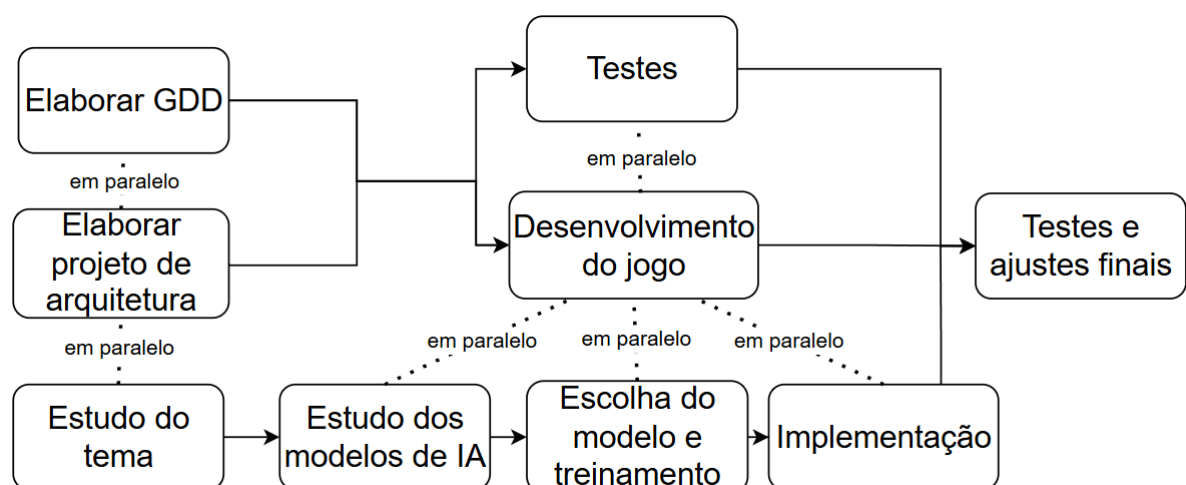 Elaborar GDD
em paralelo
Elaborar
projeto de
arquitetura
em paralelo
Estudo do
tema
Estudo dos
modelos de IA
Escolha do
modelo e
treinamento
Implementação
em paralelo
em paralelo
em paralelo
Testes
em paralelo
Desenvolvimento
do jogo
Testes e
ajustes finais